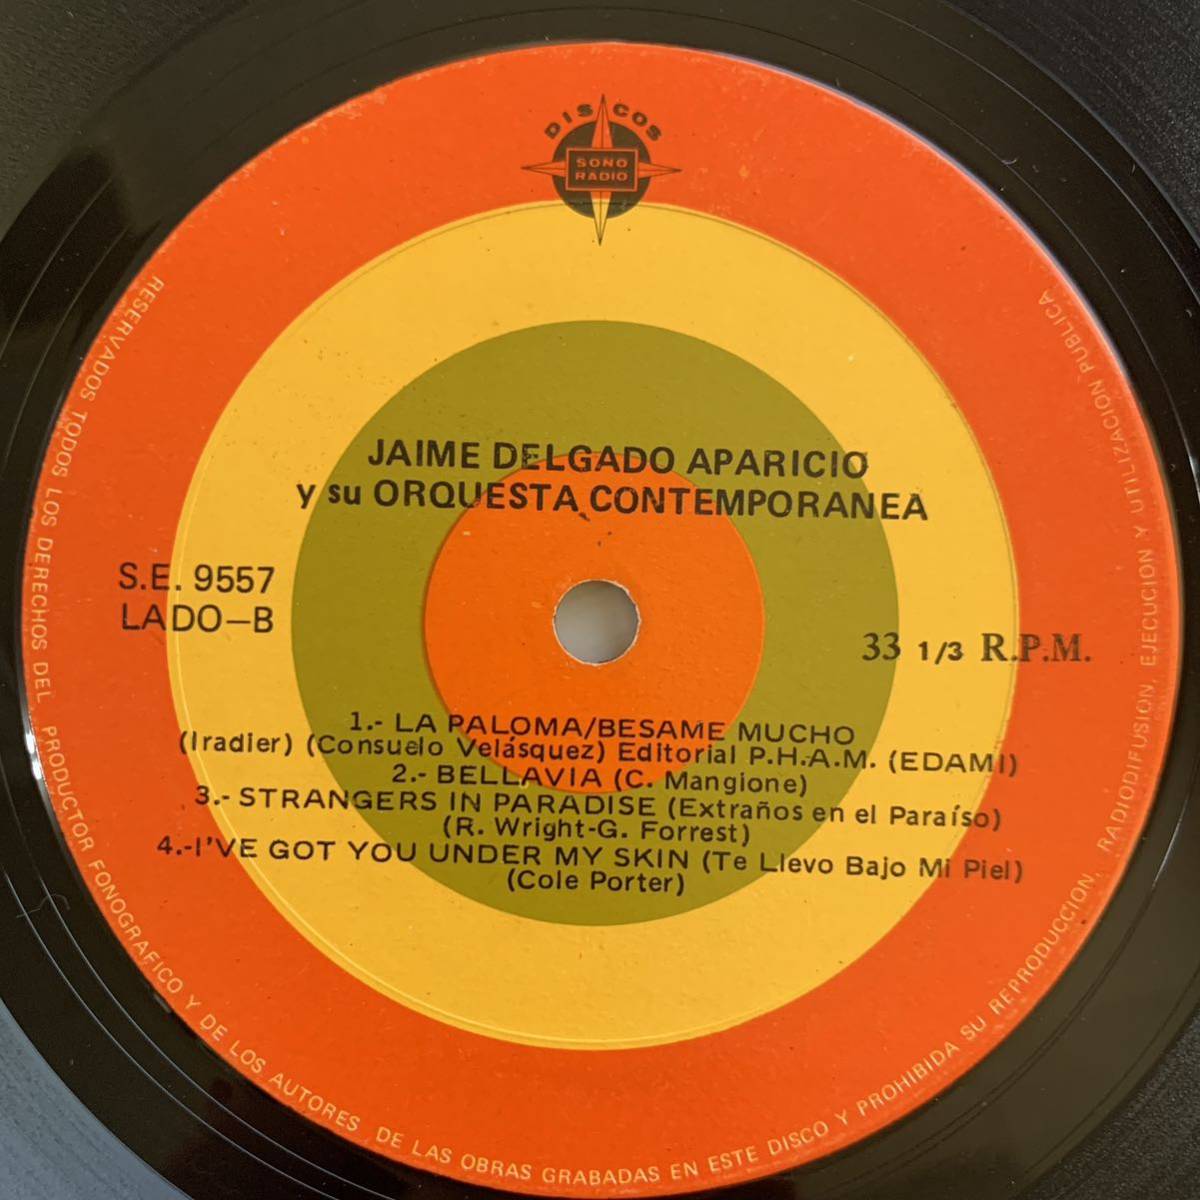 DISCOS
SONO
RADIO
JAIME DELGADO APARICIO
y su ORQUESTA CONTEMPORANEA
S.E. 9557
LADO-B
33 1/3 R.P.M.
1.- LA PALOMA/BESAME MUCHO
(Iradier) (Consuelo Velásquez) Editorial P.H.A.M. (EDAMI)
2.- BELLAVIA (C. Mangione)
3.- STRANGERS IN PARADISE (Extraños en el Paraíso)
(R. Wright-G. Forrest)
4.-I'VE GOT YOU UNDER MY SKIN (Te Llevo Bajo Mi Piel)
(Cole Porter)
RESERVADOS TODOS LOS DERECHOS DEL PRODUCTOR FONOGRAFICO Y DE LOS AUTORES DE LAS OBRAS GRABADAS EN ESTE DISCO Y PROHIBIDA SU REPRODUCCION, RADIODIFUSION, EJECUCION Y UTILIZACION PUBLICA